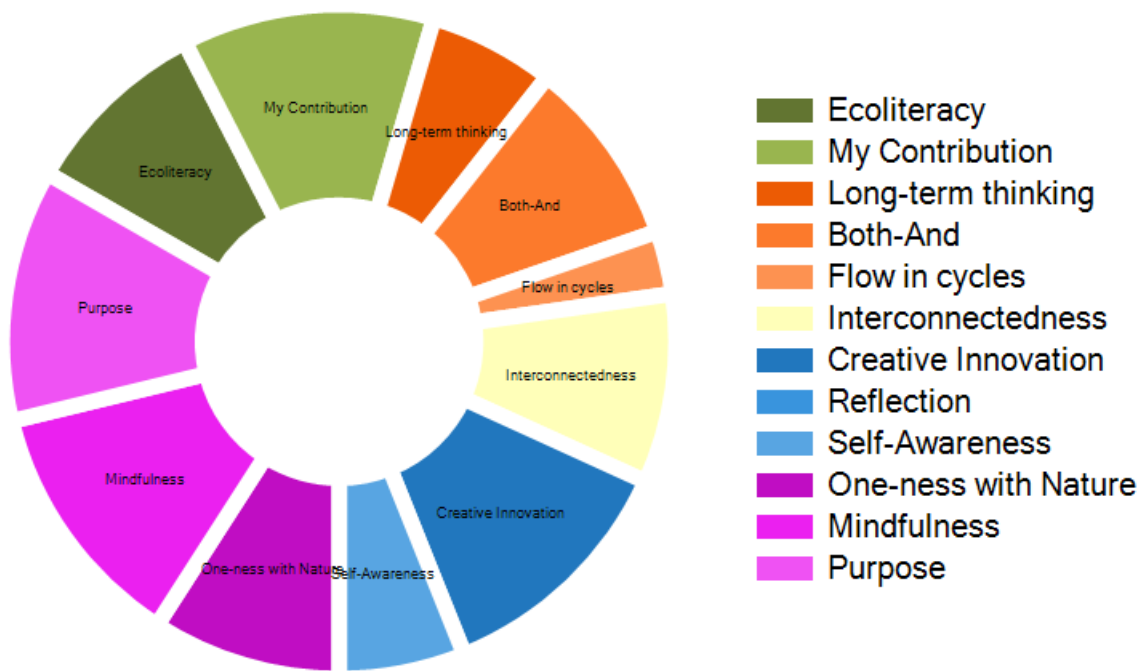 My Contribution
Long-term thinking
Ecoliteracy
Both-And
Flow in cycles
Purpose
Interconnectedness
Mindfulness
Creative Innovation
One-ness with Nature
Self-Awareness
Ecoliteracy
My Contribution
Long-term thinking
Both-And
Flow in cycles
Interconnectedness
Creative Innovation
Reflection
Self-Awareness
One-ness with Nature
Mindfulness
Purpose